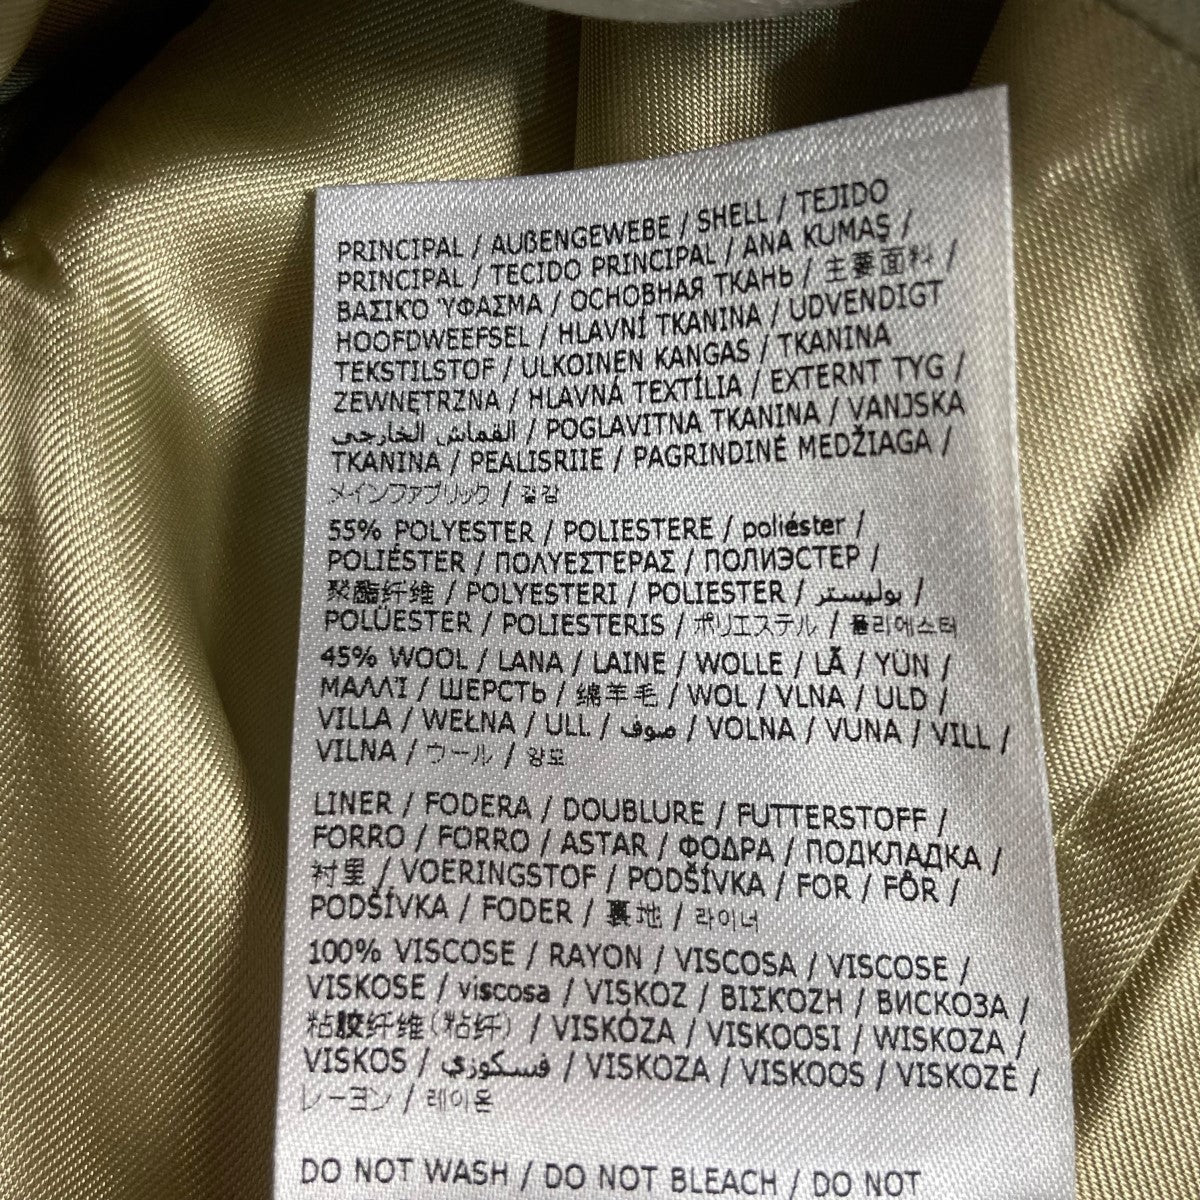 PRINCIPAL / AUßENGEWEBE / SHELL / TEJIDO
PRINCIPAL / TECIDO PRINCIPAL / ANA KUMAŞ /
ΒΑΣΙΚΌ ΎΦΑΣΜΑ / ОСНОВНАЯ ТКАНЬ / 主要面料 /
HOOFDWEEFSEL / HLAVNÍ TKANINA / UDVENDIGT
TEKSTILSTOF / ULKOINEN KANGAS / TKANINA
ZEWNĘTRZNA / HLAVNÁ TEXTÍLIA / EXTERNT TYG /
القماش الخارجي / POGLAVITNA TKANINA / VANJSKA
TKANINA / PEALISRIIE / PAGRINDINĖ MEDŽIAGA /
メインファブリック / 겉감
55% POLYESTER / POLIESTERE / poliéster /
POLIÉSTER / ΠΟΛΥΕΣΤΕΡΑΣ / ПОЛИЭСТЕР /
聚酯纤维 / POLYESTERI / POLIESTER / بوليستر /
POLÜESTER / POLIESTERIS / ポリエステル / 폴리에스터
45% WOOL / LANA / LAINE / WOLLE / LÃ / YÜN /
ΜΑΛΛΊ / ШЕРСТЬ / 绵羊毛 / WOL / VLNA / ULD /
VILLA / WEŁNA / ULL / صوف / VOLNA / VUNA / VILL /
VILNA / ウール / 양모
LINER / FODERA / DOUBLURE / FUTTERSTOFF /
FORRO / FORRO / ASTAR / ΦΟΔΡΑ / ПОДКЛАДКА /
衬里 / VOERINGSTOF / PODŠÍVKA / FOR / FÔR /
PODŠÍVKA / FODER / 裏地 / 라이너
100% VISCOSE / RAYON / VISCOSA / VISCOSE /
VISKOSE / viscosa / VISKOZ / ΒΙΣΚΟΖΗ / ВИСКОЗА /
粘胶纤维(粘纤) / VISKÓZA / VISKOOSI / WISKOZA /
VISKOS / فسكوزي / VISKOZA / VISKOOS / VISKOZĖ /
レーヨン / 레이온
DO NOT WASH / DO NOT BLEACH / DO NOT